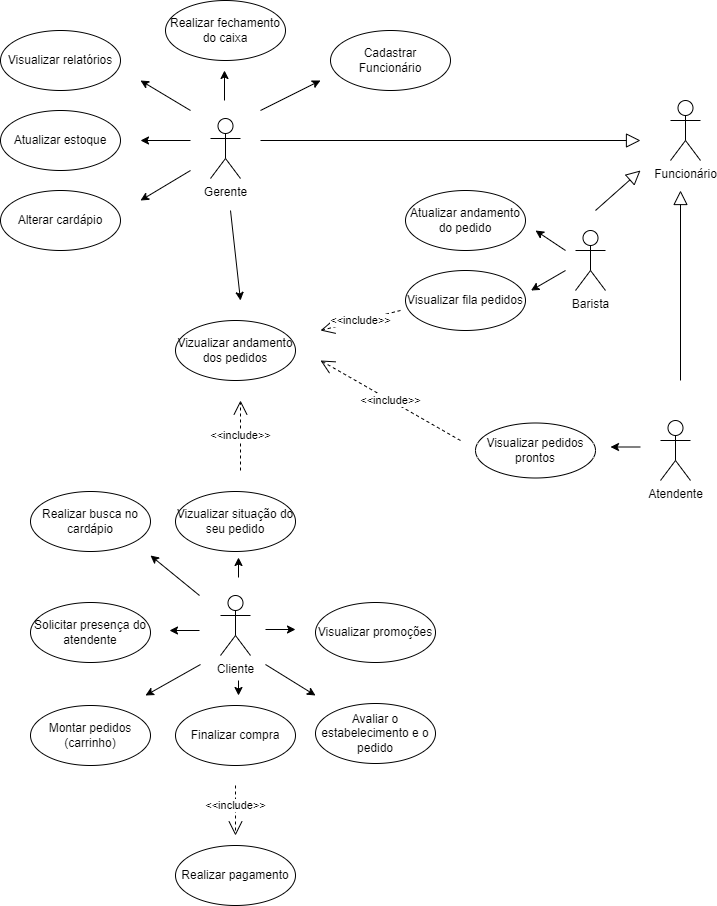 Realizar fechamento
do caixa
Visualizar relatórios
Cadastrar
Funcionário
Atualizar estoque
Gerente
Funcionário
Alterar cardápio
Atualizar andamento
do pedido
Visualizar fila pedidos
Barista
<<include>>
Vizualizar andamento
dos pedidos
<<include>>
<<include>>
Visualizar pedidos
prontos
Atendente
Realizar busca no
cardápio
Vizualizar situação do
seu pedido
Solicitar presença do
atendente
Visualizar promoções
Cliente
Montar pedidos
(carrinho)
Finalizar compra
Avaliar o
estabelecimento e o
pedido
<<include>>
Realizar pagamento